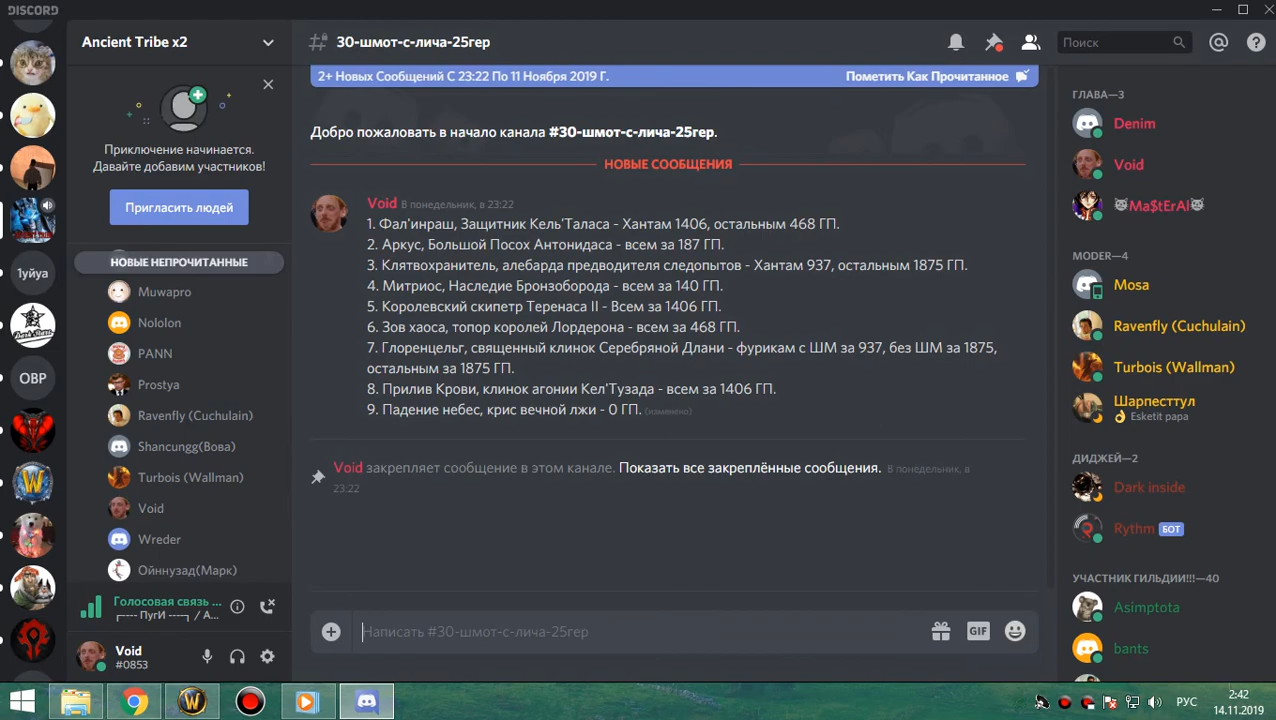 DISCORD
Ancient Tribe x2
Приключение начинается.
Давайте добавим участников!
Пригласить людей
НОВЫЕ НЕПРОЧИТАННЫЕ
Muwapro
Nololon
PANN
Prostya
Ravenfly (Cuchulain)
Shancungg(Вова)
Turbois (Wallman)
Void
Wreder
Ойннузад(Марк)
Голосовая связь ...
┌---- ПугИ ----┐ / A...
Void
#0853
1уйуа
OBP
30-шмот-с-лича-25гер
Поиск
2+ Новых Сообщений С 23:22 По 11 Ноября 2019 Г.
Пометить Как Прочитанное
Добро пожаловать в начало канала #30-шмот-с-лича-25гер.
НОВЫЕ СООБЩЕНИЯ
Void В понедельник, в 23:22
1. Фал'инраш, Защитник Кель'Таласа - Хантам 1406, остальным 468 ГП.
2. Аркус, Большой Посох Антонидаса - всем за 187 ГП.
3. Клятвохранитель, алебарда предводителя следопытов - Хантам 937, остальным 1875 ГП.
4. Митриос, Наследие Бронзоборода - всем за 140 ГП.
5. Королевский скипетр Теренаса II - Всем за 1406 ГП.
6. Зов хаоса, топор королей Лордерона - всем за 468 ГП.
7. Глоренцельг, священный клинок Серебряной Длани - фурикам с ШМ за 937, без ШМ за 1875,
остальным за 1875 ГП.
8. Прилив Крови, клинок агонии Кел'Тузада - всем за 1406 ГП.
9. Падение небес, крис вечной лжи - 0 ГП. (изменено)
Void закрепляет сообщение в этом канале. Показать все закреплённые сообщения. В понедельник, в
23:22
Написать #30-шмот-с-лича-25гер
GIF
ГЛАВА—3
Denim
Void
Ma$tErAl
MODER—4
Mosa
Ravenfly (Cuchulain)
Turbois (Wallman)
Шарпесттул
Esketit papa
ДИДЖЕЙ—2
Dark inside
Rythm БОТ
УЧАСТНИК ГИЛЬДИИ!!!—40
Asimptota
bants
РУС
2:42
14.11.2019